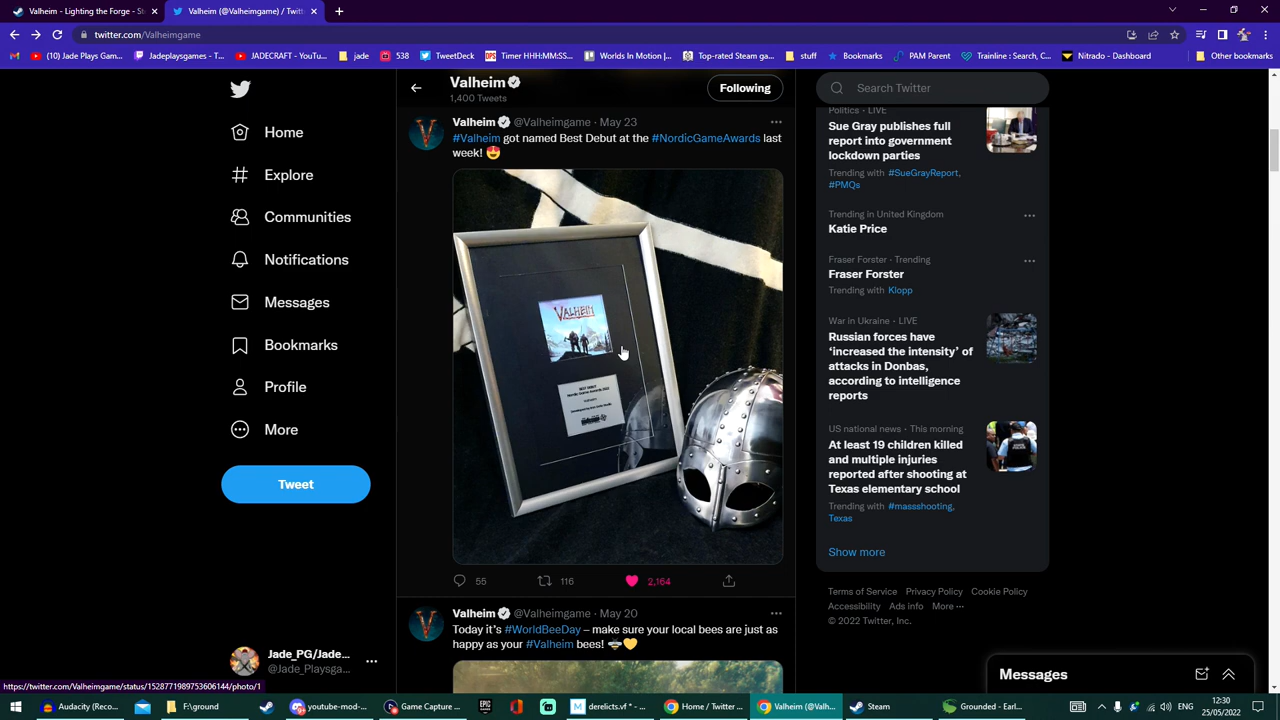 Valheim - Lighting the Forge - St
Valheim (@Valheimgame) / Twitt
twitter.com/Valheimgame
(10) Jade Plays Gam...
Jadeplaysgames - T...
JADECRAFT - YouTu...
jade
538
TweetDeck
Timer HHH:MM:SS...
Worlds In Motion |...
Top-rated Steam G...
stuff
Bookmarks
PAM Parent
Trainline : Search, C...
Nitrado - Dashboard
Other bookmarks
Home
Explore
Communities
Notifications
Messages
Bookmarks
Profile
More
Tweet
Jade_PG/Jade...
@Jade_Playsga...
Valheim
1,400 Tweets
Following
Valheim @Valheimgame · May 23
#Valheim got named Best Debut at the #NordicGameAwards last
week! 😍
VALHEIM
BEST DEBUT
Nordic Game Awards 2022
55
116
2,164
Valheim @Valheimgame · May 20
Today it's #WorldBeeDay – make sure your local bees are just as
happy as your #Valheim bees! 🐝💛
Search Twitter
Politics · LIVE
Sue Gray publishes full
report into government
lockdown parties
Trending with #SueGrayReport,
#PMQs
Trending in United Kingdom
Katie Price
Fraser Forster · Trending
Fraser Forster
Trending with Klopp
War in Ukraine · LIVE
Russian forces have
‘increased the intensity’ of
attacks in Donbas,
according to intelligence
reports
US national news · This morning
At least 19 children killed
and multiple injuries
reported after shooting at
Texas elementary school
Trending with #massshooting,
Texas
Show more
Terms of Service Privacy Policy Cookie Policy
Accessibility Ads info More ···
© 2022 Twitter, Inc.
Messages
https://twitter.com/Valheimgame/status/1528771989753606144/photo/1
Audacity (Reco...
F:\ground
youtube-mod-...
Game Capture ...
derelicts.vf * - ...
Home / Twitter ...
Valheim (@Valh...
Steam
Grounded - Earl...
ENG
12:30
25/05/2022